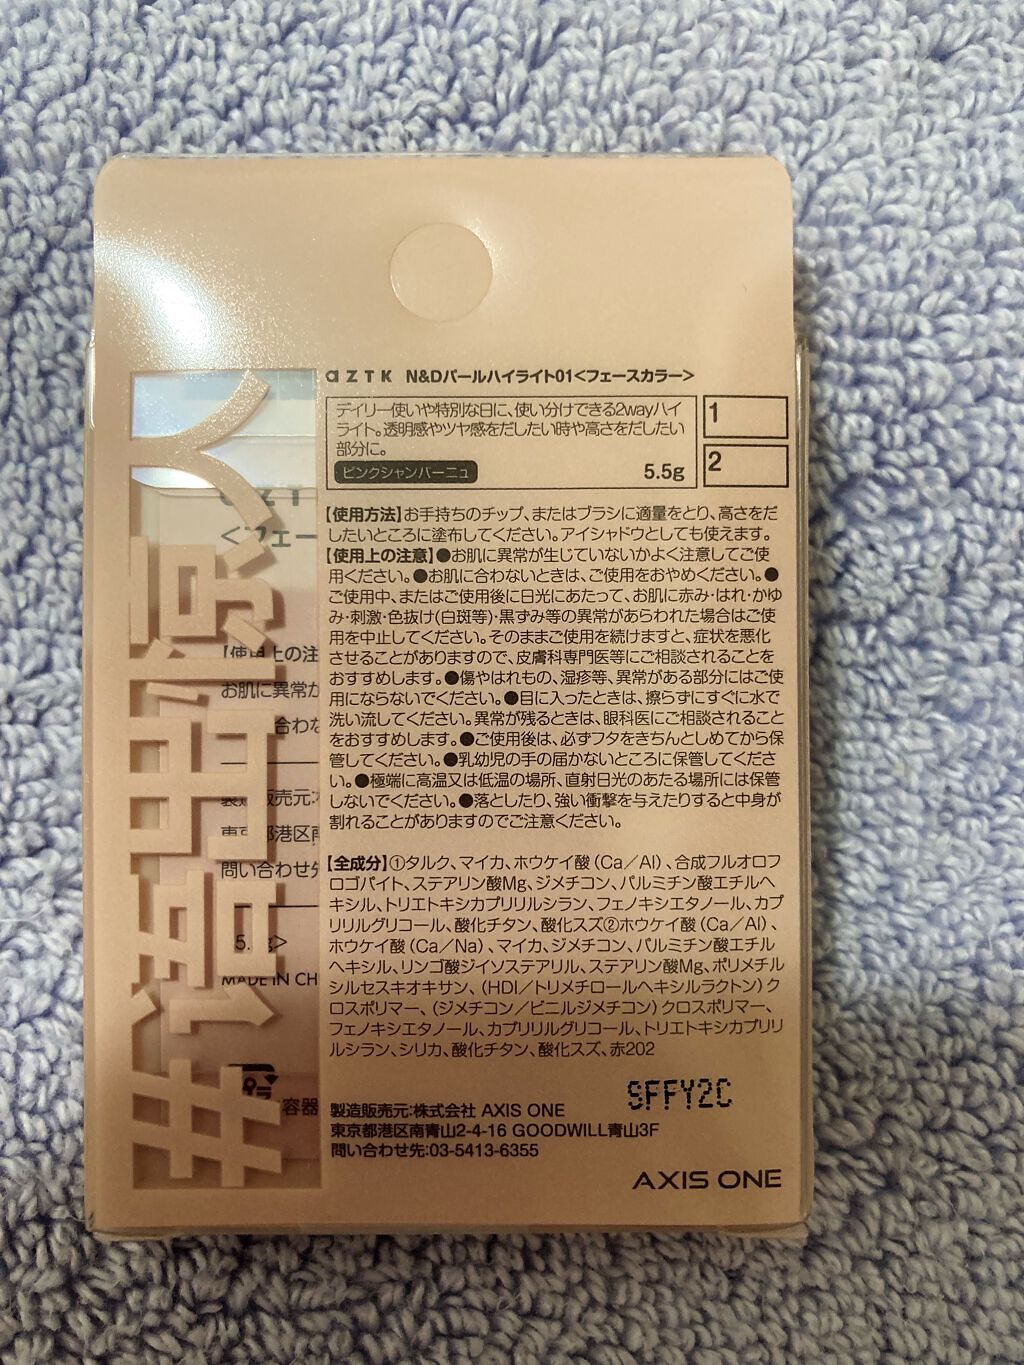 aZTK N&Dパールハイライト01<フェースカラー>
デイリー使いや特別な日に、使い分けできる2wayハイ
ライト。透明感やツヤ感をだしたい時や高さをだしたい
部分に。
ピンクシャンパーニュ
5.5g
1
2
【使用方法】お手持ちのチップ、またはブラシに適量をとり、高さをだ
したいところに塗布してください。アイシャドウとしても使えます。
【使用上の注意】●お肌に異常が生じていないかよく注意してご使
用ください。●お肌に合わないときは、ご使用をおやめください。●
ご使用中、またはご使用後に日光にあたって、お肌に赤み・はれ・かゆ
み・刺激・色抜け(白斑等)・黒ずみ等の異常があらわれた場合はご使
用を中止してください。そのままご使用を続けますと、症状を悪化
させることがありますので、皮膚科専門医等にご相談されることを
おすすめします。●傷やはれもの、湿疹等、異常がある部分にはご使
用にならないでください。●目に入ったときは、擦らずにすぐに水で
洗い流してください。異常が残るときは、眼科医にご相談されること
をおすすめします。●ご使用後は、必ずフタをきちんとしめてから保
管してください。●乳幼児の手の届かないところに保管してくださ
い。●極端に高温又は低温の場所、直射日光のあたる場所には保管
しないでください。●落としたり、強い衝撃を与えたりすると中身が
割れることがありますのでご注意ください。
【全成分】①タルク、マイカ、ホウケイ酸(Ca/Al)、合成フルオロフ
ロゴパイト、ステアリン酸Mg、ジメチコン、パルミチン酸エチルヘ
キシル、トリエトキシカプリリルシラン、フェノキシエタノール、カプ
リリルグリコール、酸化チタン、酸化スズ②ホウケイ酸(Ca/Al)、
ホウケイ酸(Ca/Na)、マイカ、ジメチコン、パルミチン酸エチル
ヘキシル、リンゴ酸ジイソステアリル、ステアリン酸Mg、ポリメチル
シルセスキオキサン、(HDI/トリメチロールヘキシルラクトン)ク
ロスポリマー、(ジメチコン/ビニルジメチコン)クロスポリマー、
フェノキシエタノール、カプリリルグリコール、トリエトキシカプリリ
ルシラン、シリカ、酸化チタン、酸化スズ、赤202
SFFY2C
製造販売元:株式会社 AXIS ONE
東京都港区南青山2-4-16 GOODWILL青山3F
問い合わせ先:03-5413-6355
AXIS ONE
<フェー
【使用上の注
お肌に異常が
合わな
販売元:
港区
問い合わせ
MADE IN CH
容器